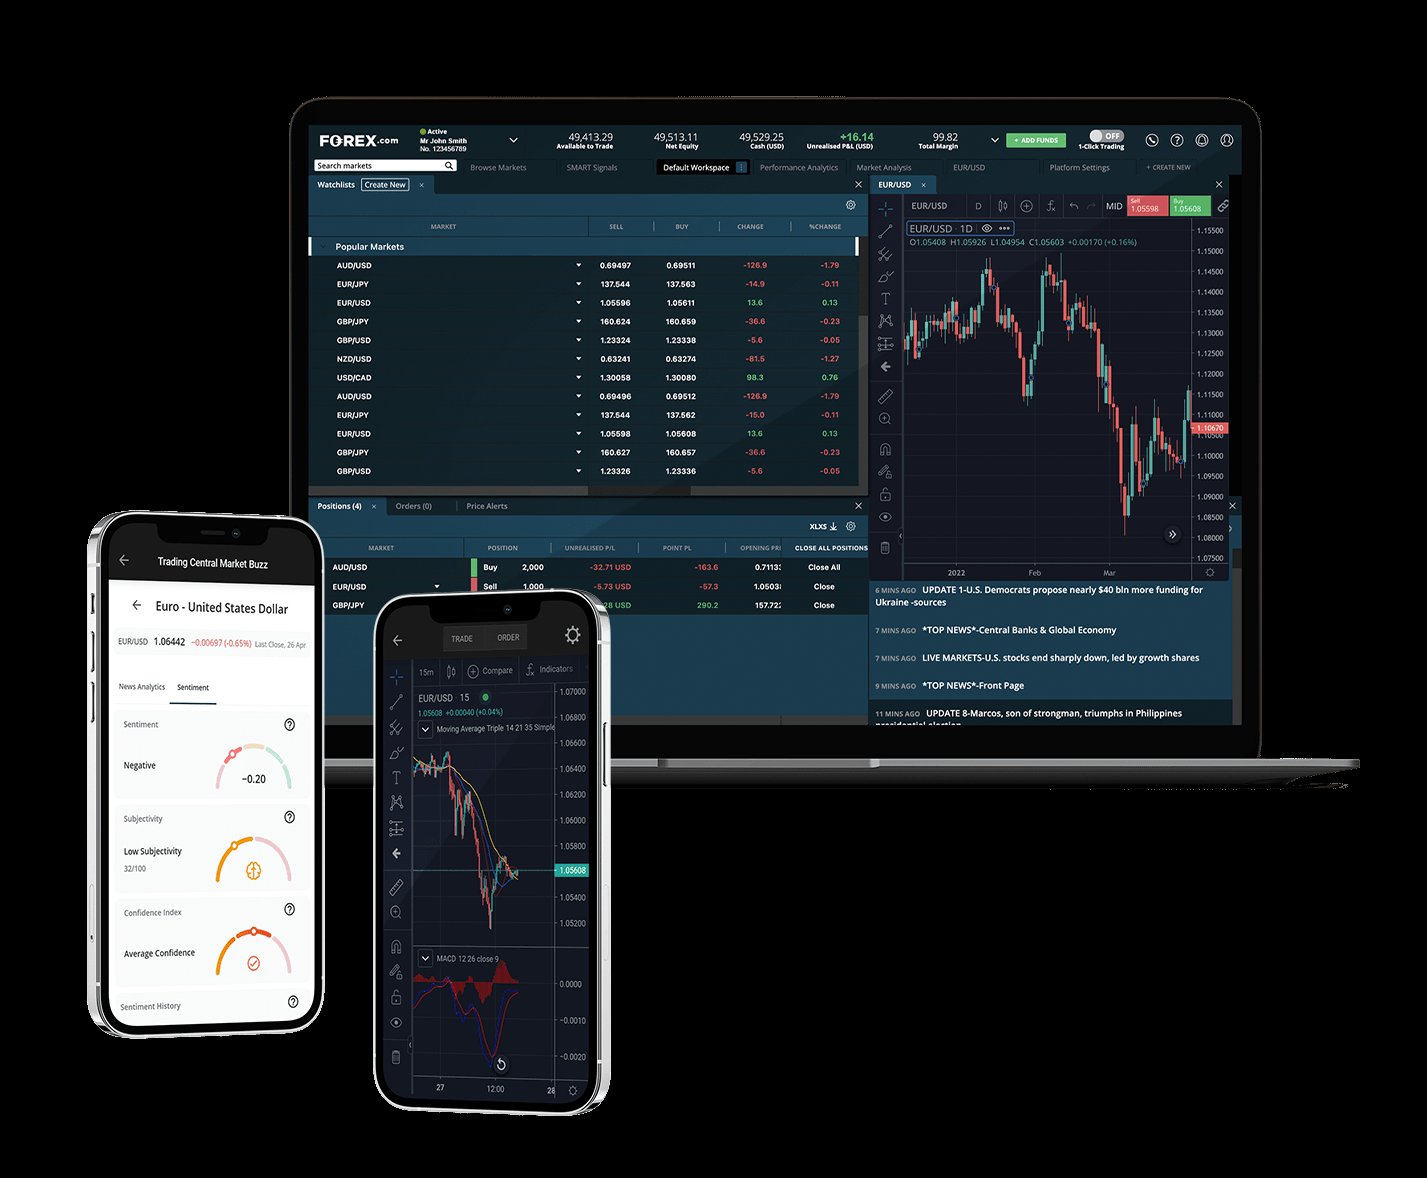 FOREX.com
Active
Mr John Smith
No. 123456789
49,413.29
Available to Trade
49,513.11
Net Equity
49,529.25
Cash (USD)
+16.14
Unrealised P&L (USD)
99.82
Total Margin
+ ADD FUNDS
OFF
1-Click Trading
Search markets
Browse Markets
SMART Signals
Default Workspace
Performance Analytics
Market Analysis
EUR/USD
Platform Settings
+ CREATE NEW
Watchlists Create New ×
MARKET SELL BUY CHANGE %CHANGE
Popular Markets
AUD/USD 0.69497 0.69511 -126.9 -1.79
EUR/JPY 137.544 137.563 -14.9 -0.11
EUR/USD 1.05596 1.05611 13.6 0.13
GBP/JPY 160.624 160.659 -36.6 -0.23
GBP/USD 1.23324 1.23338 -5.6 -0.05
NZD/USD 0.63241 0.63274 -81.5 -1.27
USD/CAD 1.30058 1.30080 98.3 0.76
AUD/USD 0.69496 0.69512 -126.9 -1.79
EUR/JPY 137.544 137.562 -15.0 -0.11
EUR/USD 1.05598 1.05608 13.6 0.13
GBP/JPY 160.627 160.657 -36.6 -0.23
GBP/USD 1.23326 1.23336 -5.6 -0.05
EUR/USD ×
EUR/USD D MID
Sell
1.05598
Buy
1.05608
EUR/USD · 1D
O1.05408 H1.05926 L1.04954 C1.05603 +0.00170 (+0.16%)
1.15500
1.15000
1.14500
1.14000
1.13500
1.13000
1.12500
1.12000
1.11500
1.11000
1.10670
1.10500
1.10000
1.09500
1.09000
1.08500
1.08000
1.07500
2022 Feb Mar
Positions (4) × Orders (0) Price Alerts
XLXS
MARKET POSITION UNREALISED P/L POINT PL OPENING PRI CLOSE ALL POSITIONS
AUD/USD Buy 2,000 -32.71 USD -163.6 0.7113 Close All
EUR/USD Sell 1,000 -5.73 USD -57.3 1.0503 Close
GBP/JPY 28 USD 290.2 157.72 Close
6 MINS AGO UPDATE 1-U.S. Democrats propose nearly $40 bln more funding for
Ukraine -sources
7 MINS AGO *TOP NEWS*-Central Banks & Global Economy
7 MINS AGO LIVE MARKETS-U.S. stocks end sharply down, led by growth shares
9 MINS AGO *TOP NEWS*-Front Page
11 MINS AGO UPDATE 8-Marcos, son of strongman, triumphs in Philippines
presidential election
Trading Central Market Buzz
Euro - United States Dollar
EUR/USD 1.06442 -0.00697 (-0.65%) Last Close, 26 Apr
News Analytics Sentiment
Sentiment
Negative
−0.20
Subjectivity
Low Subjectivity
32/100
Confidence Index
Average Confidence
Sentiment History
TRADE ORDER
15m Compare Indicators
EUR/USD · 15
1.05608 +0.00040 (+0.04%)
Moving Average Triple 14 21 35 Simple
1.07000
1.06800
1.06600
1.06400
1.06200
1.06000
1.05800
1.05608
1.05400
1.05200
MACD 12 26 close 9
0.0000
−0.0010
−0.0020
27 12:00 28